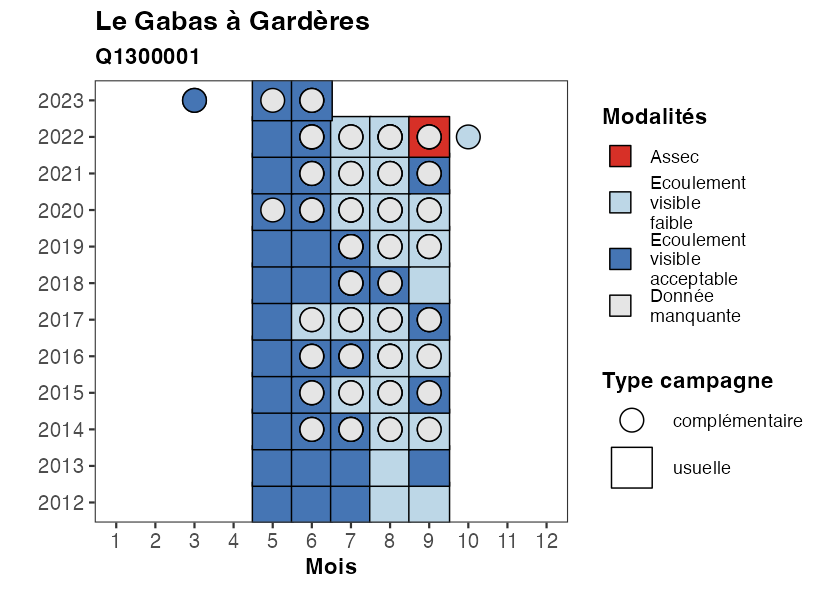 Le Gabas à Gardères
Q1300001
2023
2022
2021
2020
2019
2018
2017
2016
2015
2014
2013
2012
1 2 3 4 5 6 7 8 9 10 11 12
Mois
Modalités
Assec
Ecoulement
visible
faible
Ecoulement
visible
acceptable
Donnée
manquante
Type campagne
complémentaire
usuelle